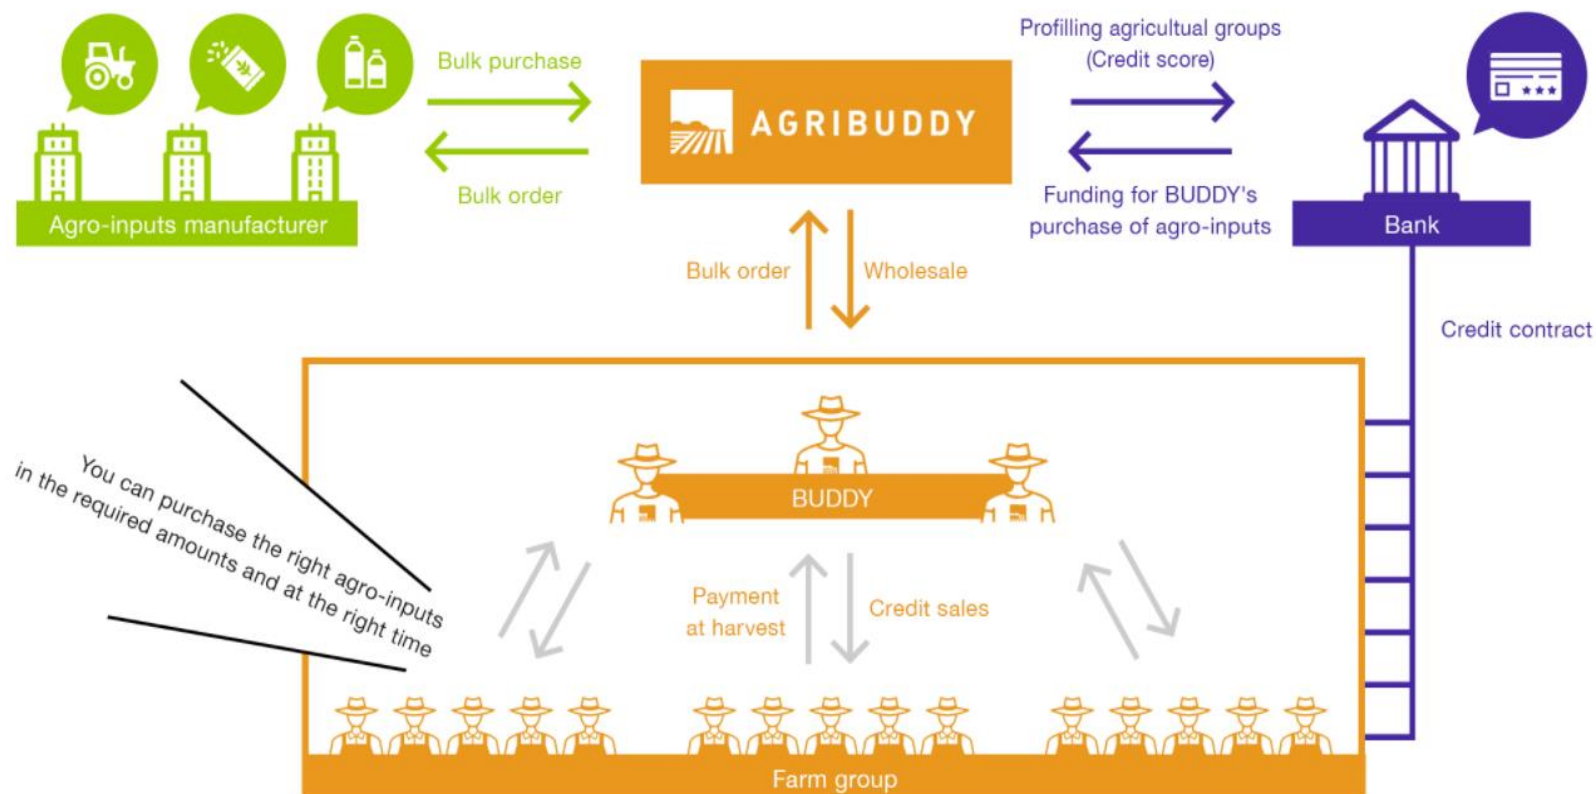 Bulk purchase
Bulk order
Agro-inputs manufacturer
AGRIBUDDY
Profilling agricultual groups
(Credit score)
Funding for BUDDY's
purchase of agro-inputs
Bank
Bulk order
Wholesale
Credit contract
You can purchase the right agro-inputs
in the required amounts and at the right time
BUDDY
Payment
at harvest
Credit sales
Farm group